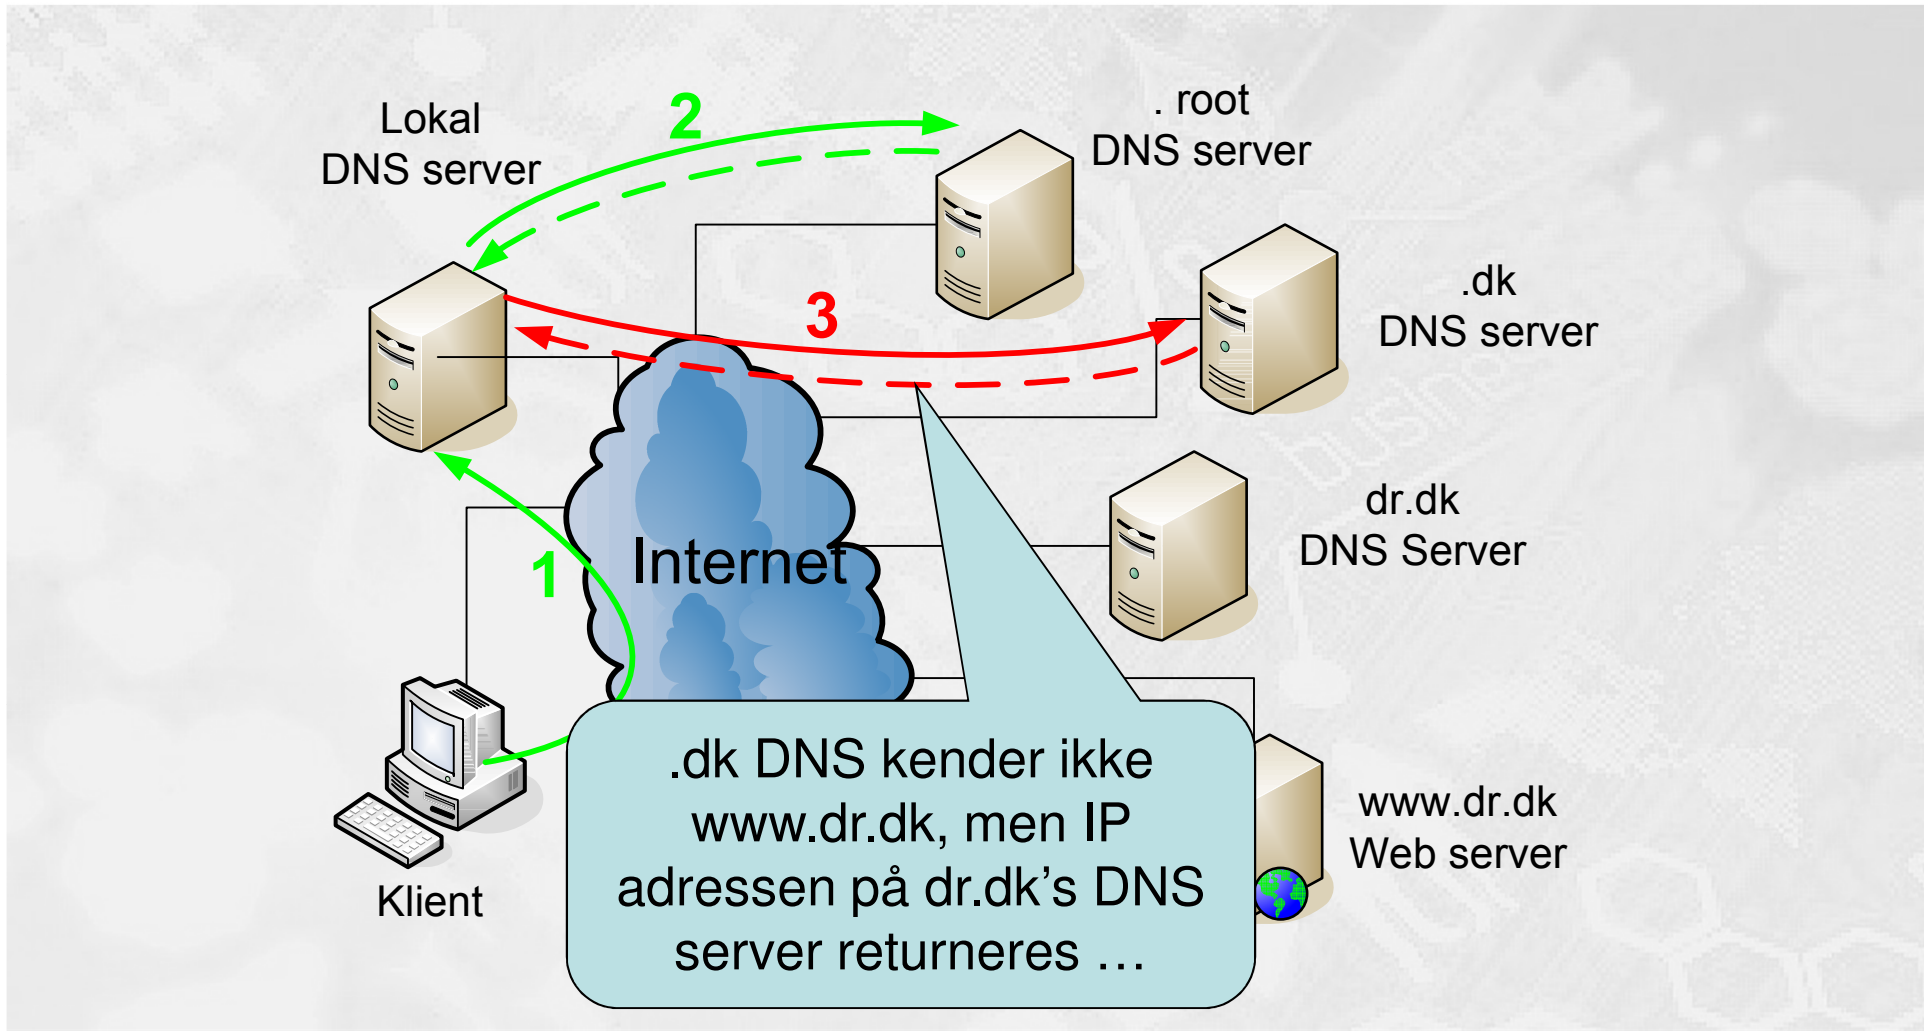 Lokal
DNS server
2
. root
DNS server
3
.dk
DNS server
dr.dk
DNS Server
1
Internet
Klient
.dk DNS kender ikke
www.dr.dk, men IP
adressen på dr.dk’s DNS
server returneres …
www.dr.dk
Web server